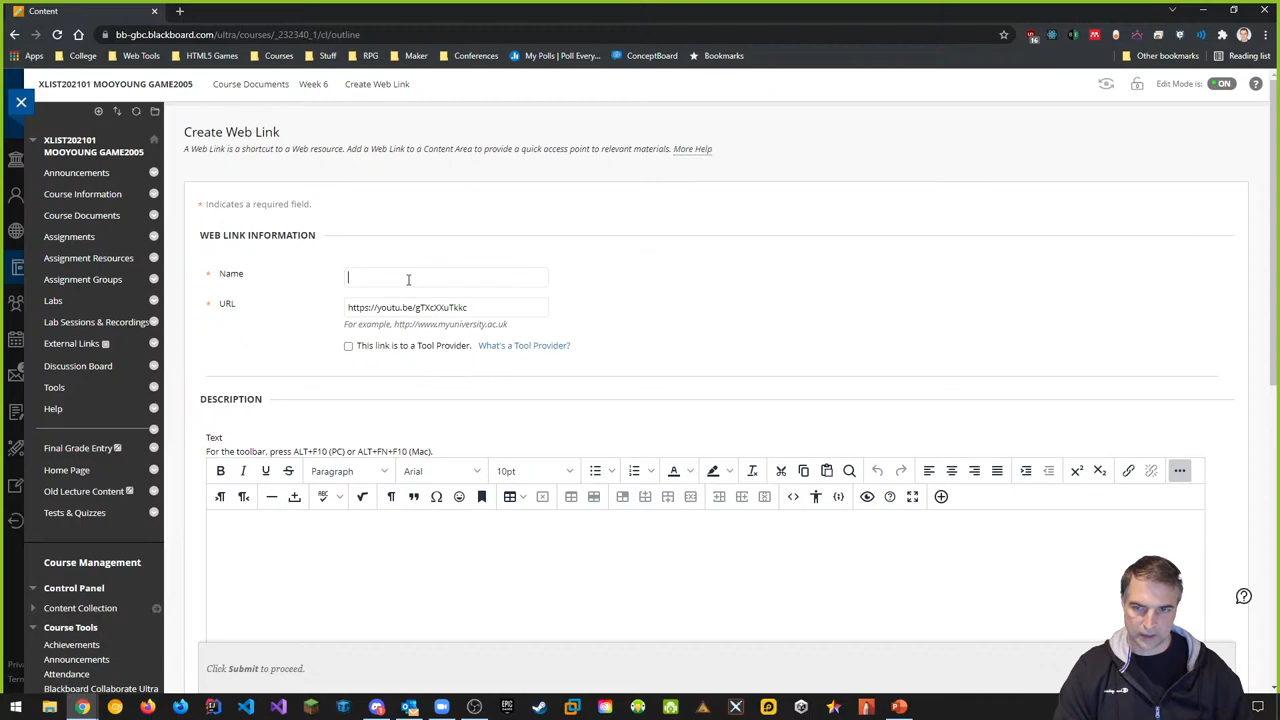 Content
bb-gbc.blackboard.com/ultra/courses/_232340_1/cl/outline
Apps College Web Tools HTML5 Games Courses Stuff RPG Maker Conferences My Polls | Poll Ev... ConceptBoard Bookmarks Other bookmarks Reading list
XLIST202101 MOOYOUNG GAME2005 Course Documents Week 6 Create Web Link Edit Mode is: ON
XLIST202101
MOOYOUNG GAME2005
Announcements
Course Information
Course Documents
Assignments
Assignment Resources
Assignment Groups
Labs
Lab Sessions & Recordings
External Links
Discussion Board
Tools
Help
Final Grade Entry
Home Page
Old Lecture Content
Tests & Quizzes
Course Management
Control Panel
Content Collection
Course Tools
Achievements
Announcements
Attendance
Blackboard Collaborate Ultra
Create Web Link
A Web Link is a shortcut to a Web resource. Add a Web Link to a Content Area to provide a quick access point to relevant materials. More Help
* Indicates a required field.
WEB LINK INFORMATION
* Name
* URL https://youtu.be/gTXcXXuTkkc
For example, http://www.myuniversity.ac.uk
This link is to a Tool Provider. What's a Tool Provider?
DESCRIPTION
Text
For the toolbar, press ALT+F10 (PC) or ALT+FN+F10 (Mac).
B I U S Paragraph Arial 10pt
Click Submit to proceed.